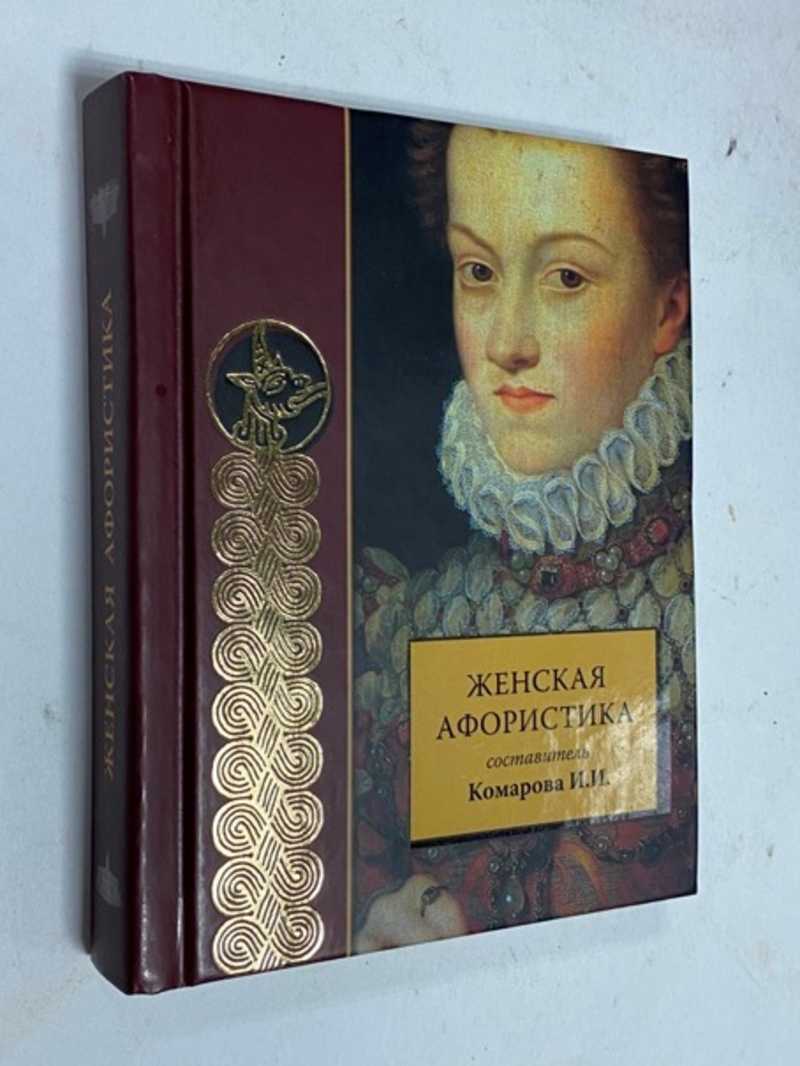 ЖЕНСКАЯ АФОРИСТИКА
ЖЕНСКАЯ
АФОРИСТИКА
составитель
Комарова И.И.